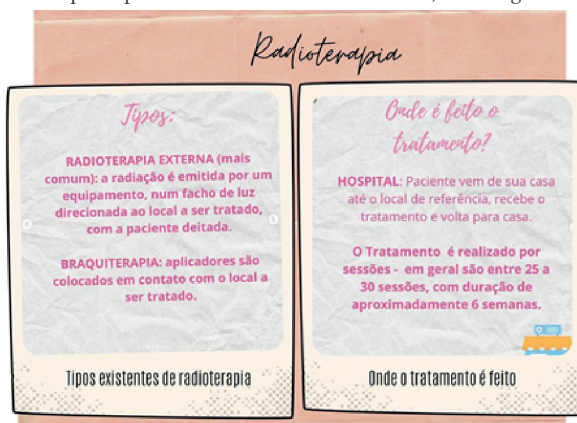 Radioterapia
Tipos:
RADIOTERAPIA EXTERNA (mais
comum): a radiação é emitida por um
equipamento, num facho de luz
direcionada ao local a ser tratado,
com a paciente deitada.
BRAQUITERAPIA: aplicadores são
colocados em contato com o local a
ser tratado.
Tipos existentes de radioterapia
Onde é feito o
tratamento?
HOSPITAL: Paciente vem de sua casa
até o local de referência, recebe o
tratamento e volta para casa.
O Tratamento é realizado por
sessões - em geral são entre 25 a
30 sessões, com duração de
aproximadamente 6 semanas.
Onde o tratamento é feito